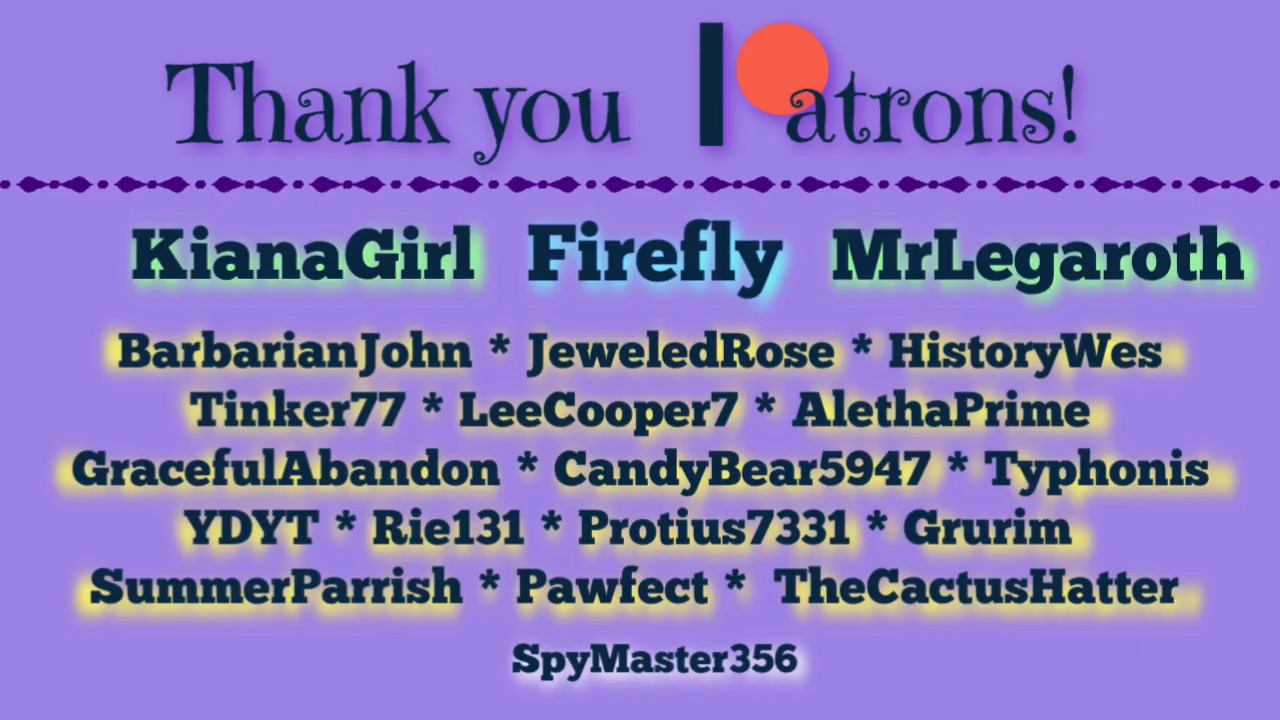 Thank you Patrons!
KianaGirl Firefly MrLegaroth
BarbarianJohn * JeweledRose * HistoryWes
Tinker77 * LeeCooper7 * AlethaPrime
GracefulAbandon * CandyBear5947 * Typhonis
YDYT * Rie131 * Protius7331 * Grurim
SummerParrish * Pawfect * TheCactusHatter
SpyMaster356